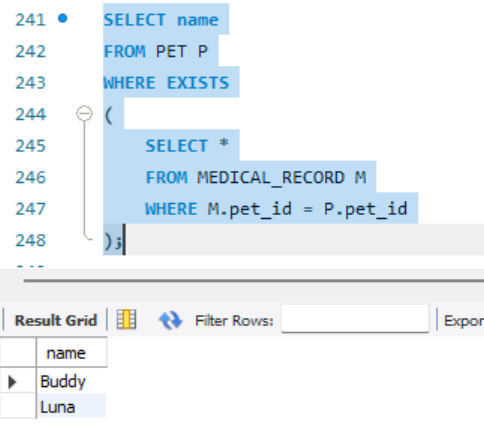 241 SELECT name
242 FROM PET P
243 WHERE EXISTS
244 (
245 SELECT *
246 FROM MEDICAL_RECORD M
247 WHERE M.pet_id = P.pet_id
248 );
Result Grid Filter Rows: Expor
name
Buddy
Luna